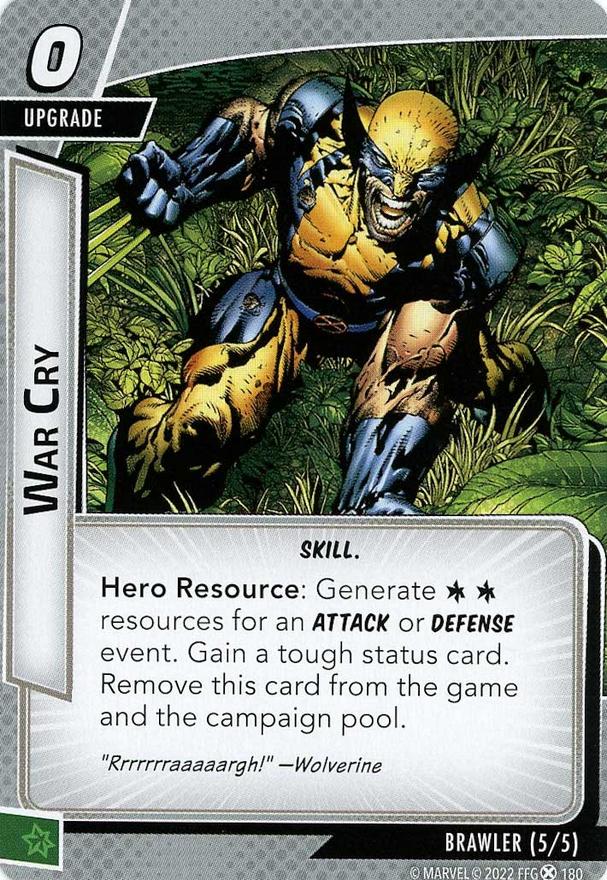 0
UPGRADE
WAR CRY
SKILL.
Hero Resource: Generate
resources for an ATTACK or DEFENSE
event. Gain a tough status card.
Remove this card from the game
and the campaign pool.
"Rrrrrrraaaaargh!" —Wolverine
BRAWLER (5/5)
© MARVEL © 2022 FFG 180